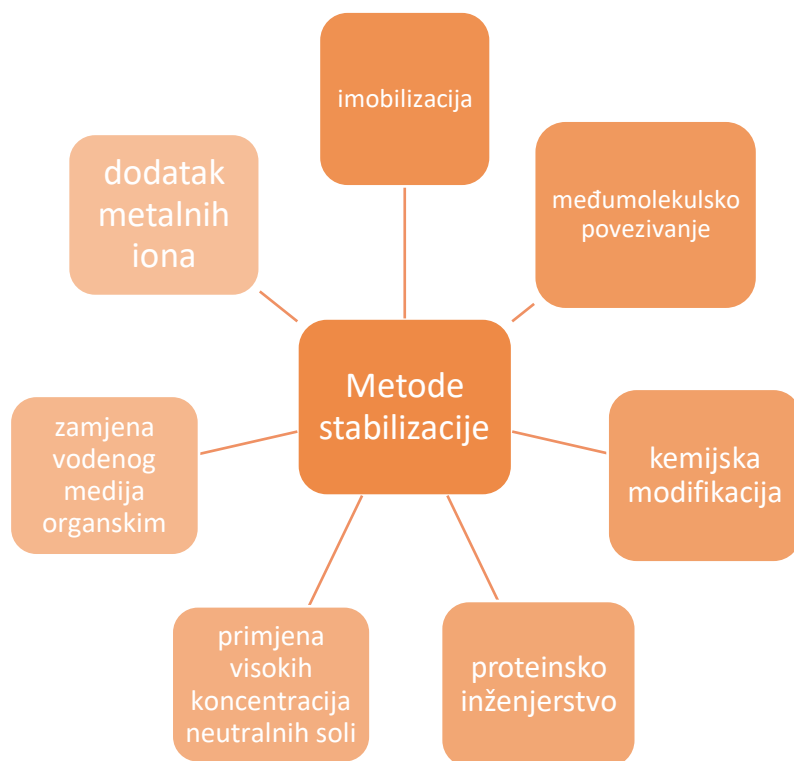 imobilizacija
dodatak
metalnih
iona
međumolekulsko
povezivanje
Metode
stabilizacije
zamjena
vodenog
medija
organskim
kemijska
modifikacija
primjena
visokih
koncentracija
neutralnih soli
proteinsko
inženjerstvo